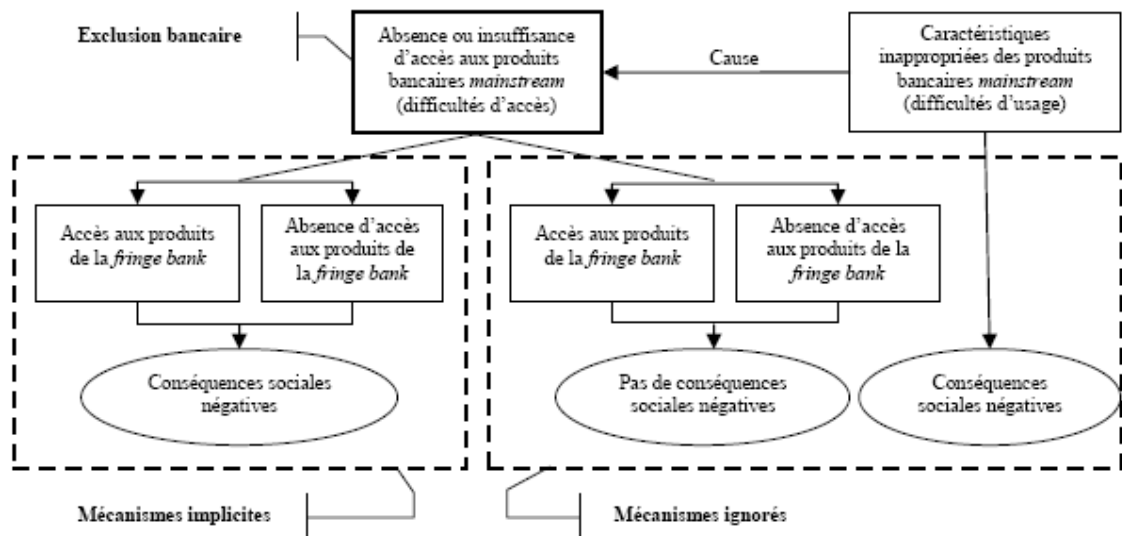 Exclusion bancaire
Absence ou insuffisance
d'accès aux produits
bancaires mainstream
(difficultés d'accès)
Cause
Caractéristiques
inappropriées des produits
bancaires mainstream
(difficultés d'usage)
Accès aux produits
de la fringe bank
Absence d'accès
aux produits de
la fringe bank
Accès aux produits
de la fringe bank
Absence d'accès
aux produits de la
fringe bank
Conséquences sociales
négatives
Pas de conséquences
sociales négatives
Conséquences
sociales négatives
Mécanismes implicites
Mécanismes ignorés